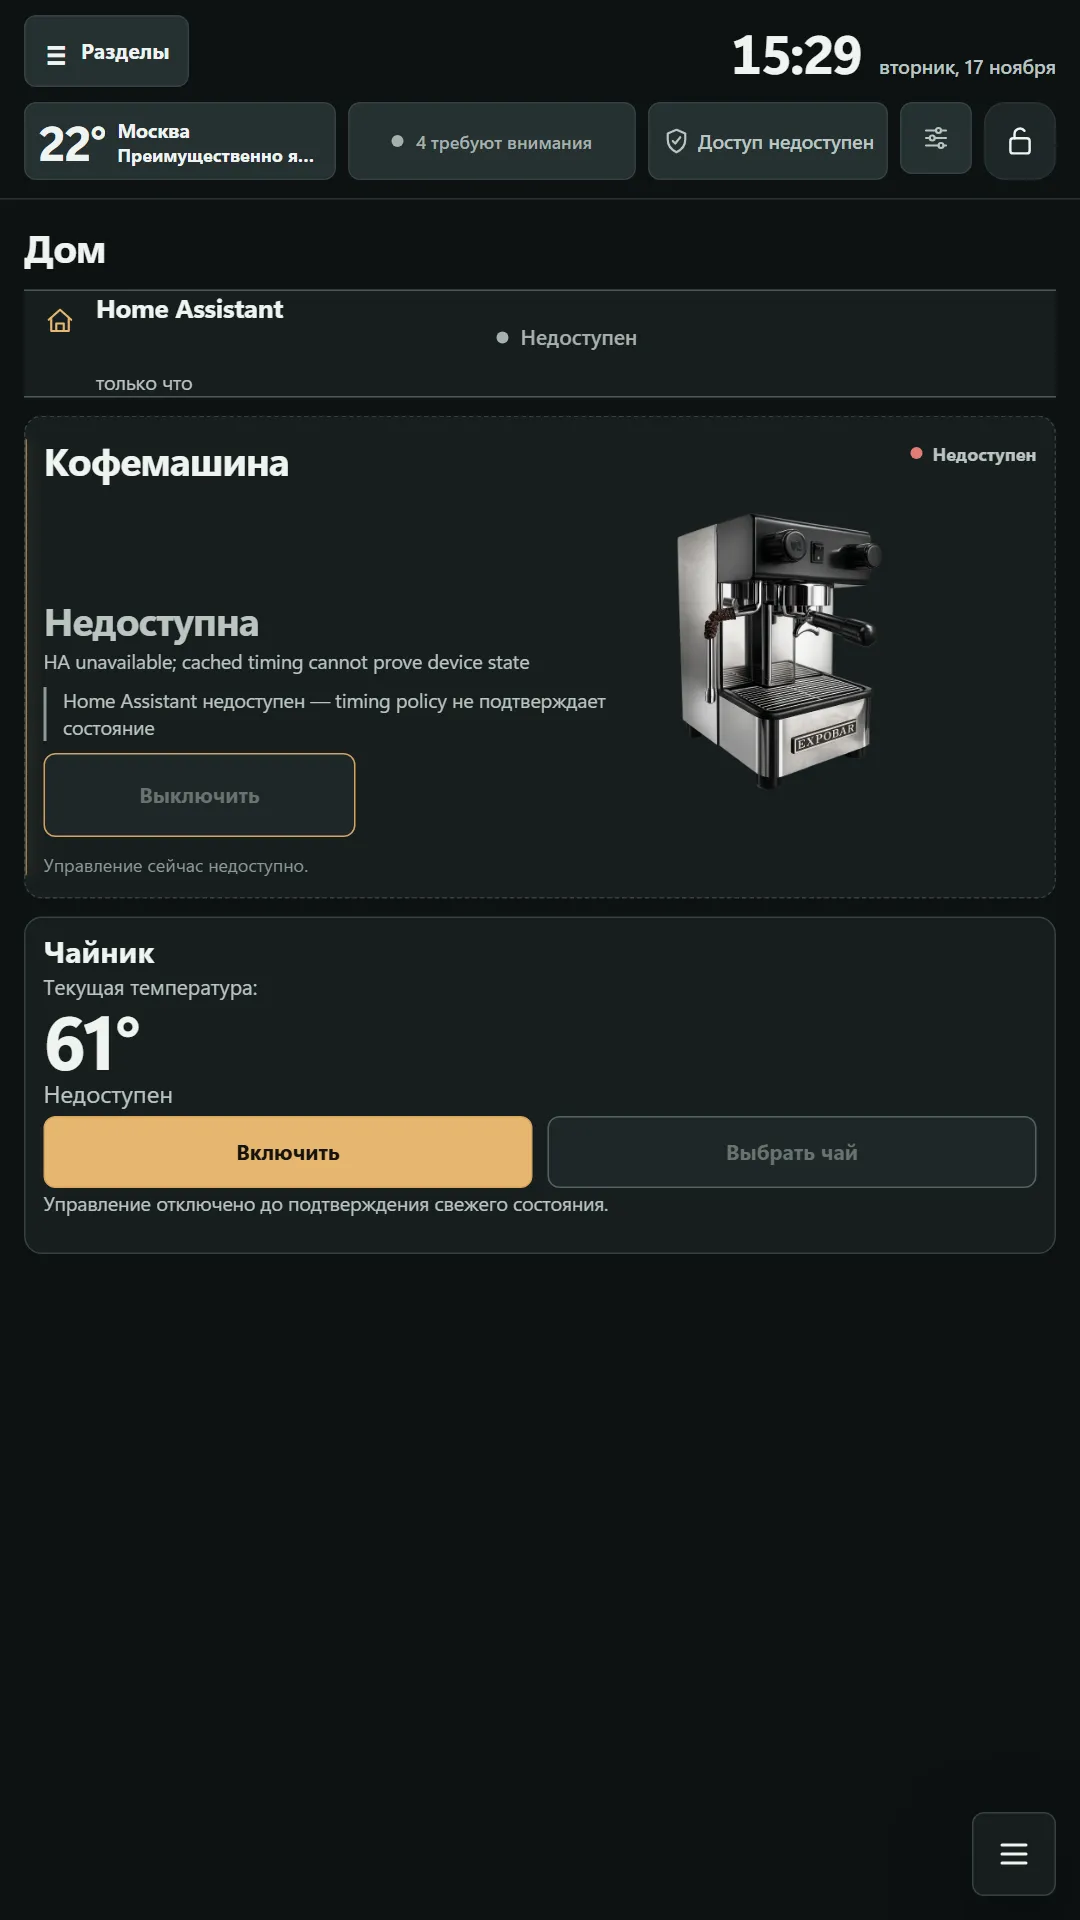 Разделы
15:29 вторник, 17 ноября
22° Москва
Преимущественно я...
4 требуют внимания
Доступ недоступен
Дом
Home Assistant
Недоступен
только что
Кофемашина
Недоступен
Недоступна
HA unavailable; cached timing cannot prove device state
Home Assistant недоступен — timing policy не подтверждает
состояние
EXPOBAR
Выключить
Управление сейчас недоступно.
Чайник
Текущая температура:
61°
Недоступен
Включить
Выбрать чай
Управление отключено до подтверждения свежего состояния.